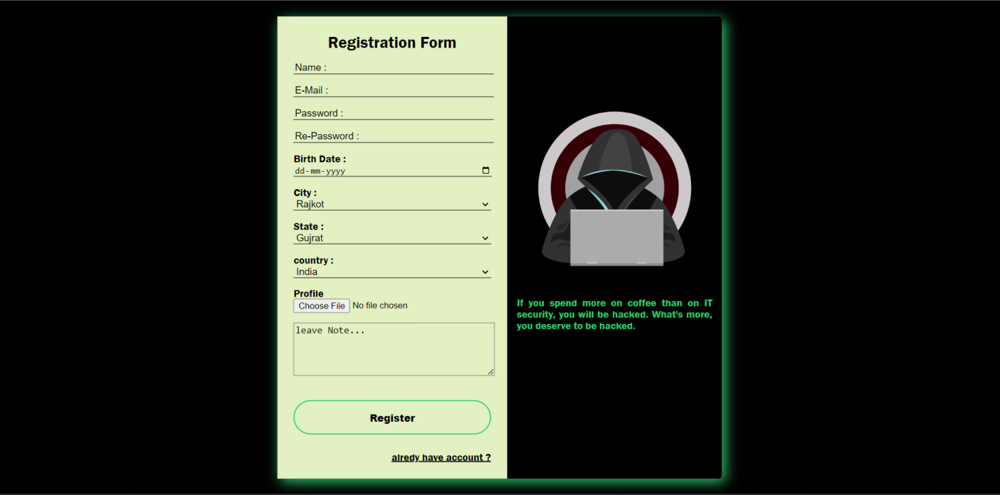 Registration Form
Name :
E-Mail :
Password :
Re-Password :
Birth Date :
dd-mm-yyyy
City :
Rajkot
State :
Gujrat
country :
India
Profile
Choose File No file chosen
leave Note...
Register
alredy have account ?
If you spend more on coffee than on IT
security, you will be hacked. What's more,
you deserve to be hacked.